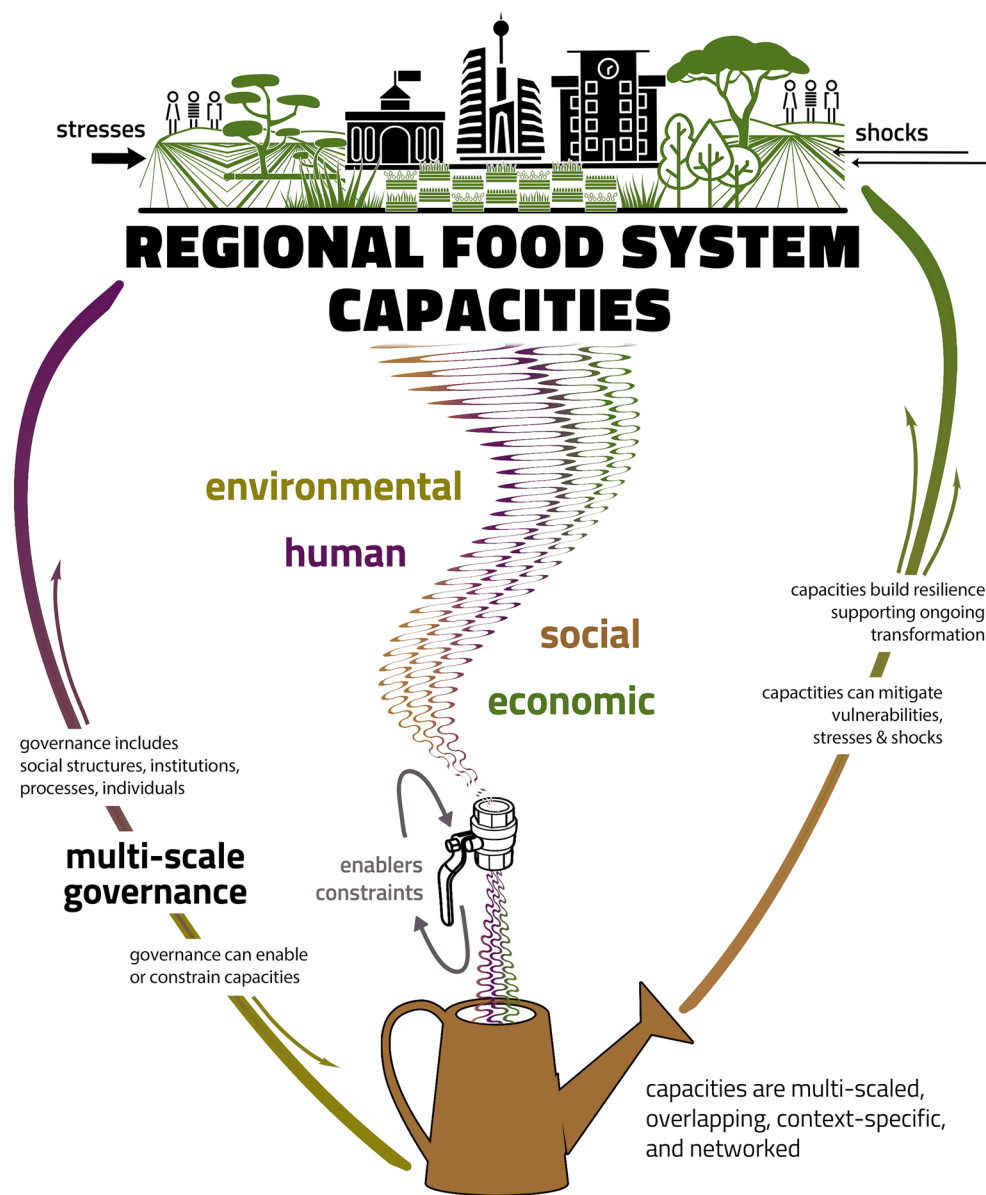 stresses
shocks
REGIONAL FOOD SYSTEM
CAPACITIES
environmental
human
social
economic
capacities build resilience
supporting ongoing
transformation
capactities can mitigate
vulnerabilities,
stresses & shocks
governance includes
social structures, institutions,
processes, individuals
multi-scale
governance
enablers
constraints
governance can enable
or constrain capacities
capacities are multi-scaled,
overlapping, context-specific,
and networked